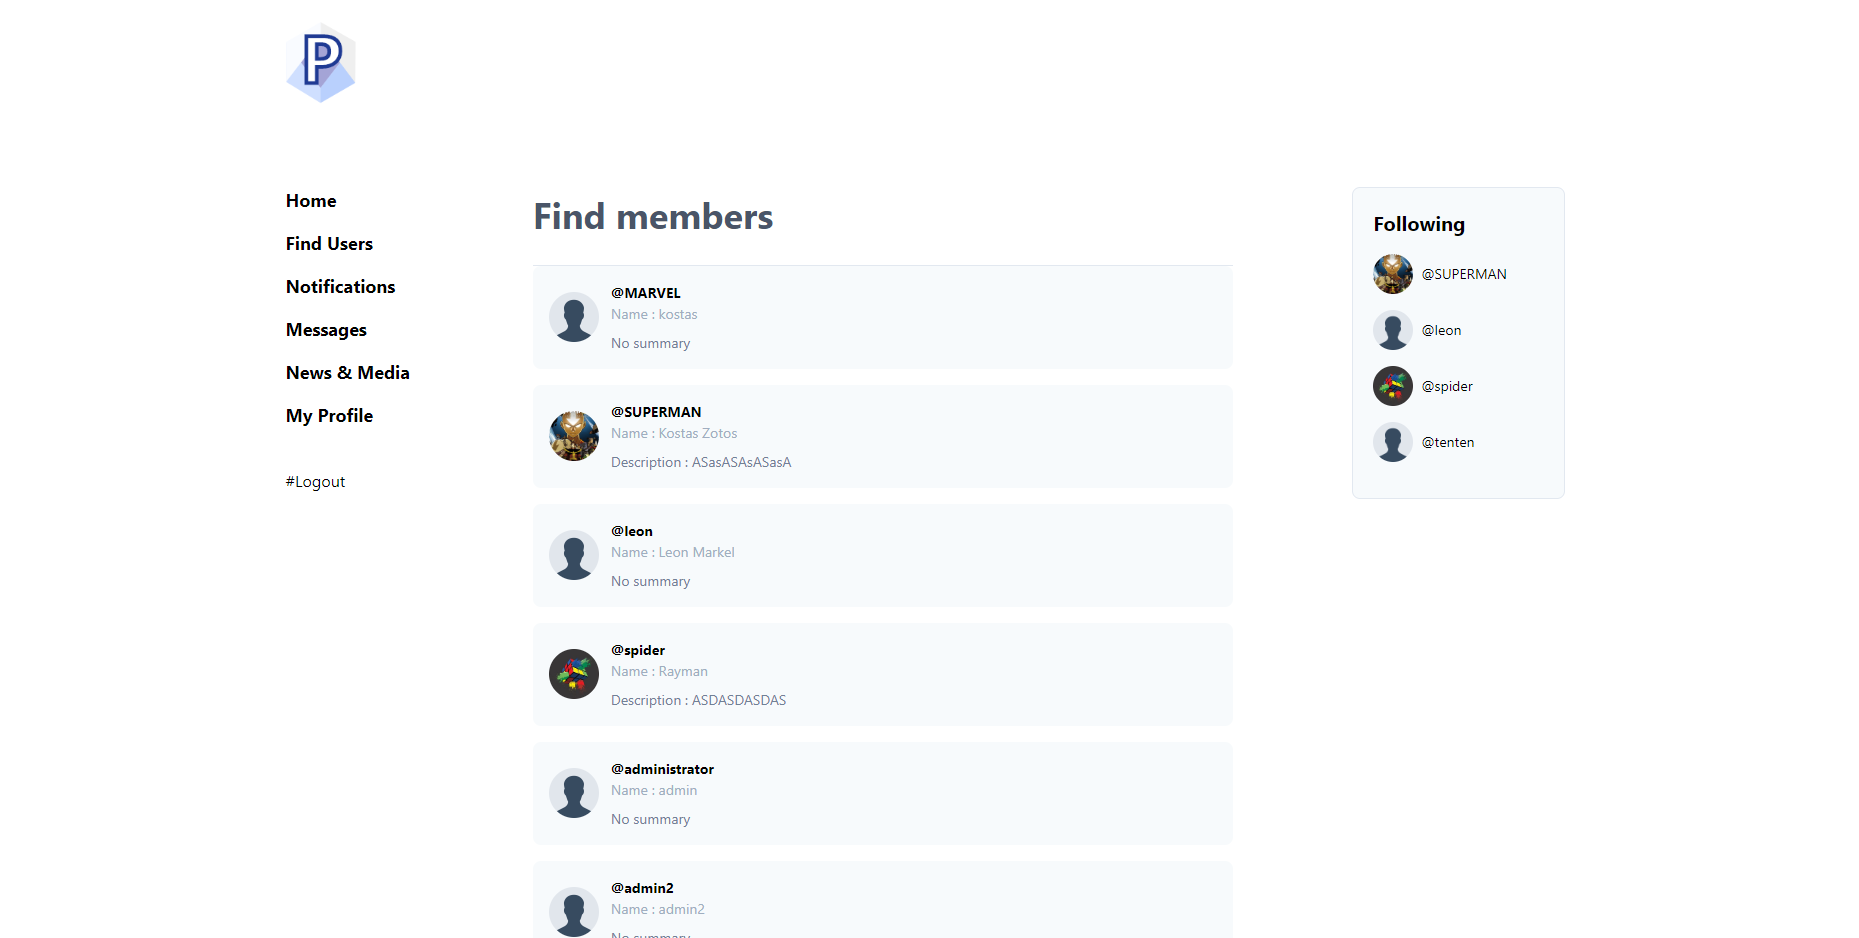 P
Home
Find Users
Notifications
Messages
News & Media
My Profile
#Logout
Find members
@MARVEL
Name : kostas
No summary
@SUPERMAN
Name : Kostas Zotos
Description : ASasASAsASasA
@leon
Name : Leon Markel
No summary
@spider
Name : Rayman
Description : ASDASDASDAS
@administrator
Name : admin
No summary
@admin2
Name : admin2
No summary
Following
@SUPERMAN
@leon
@spider
@tenten